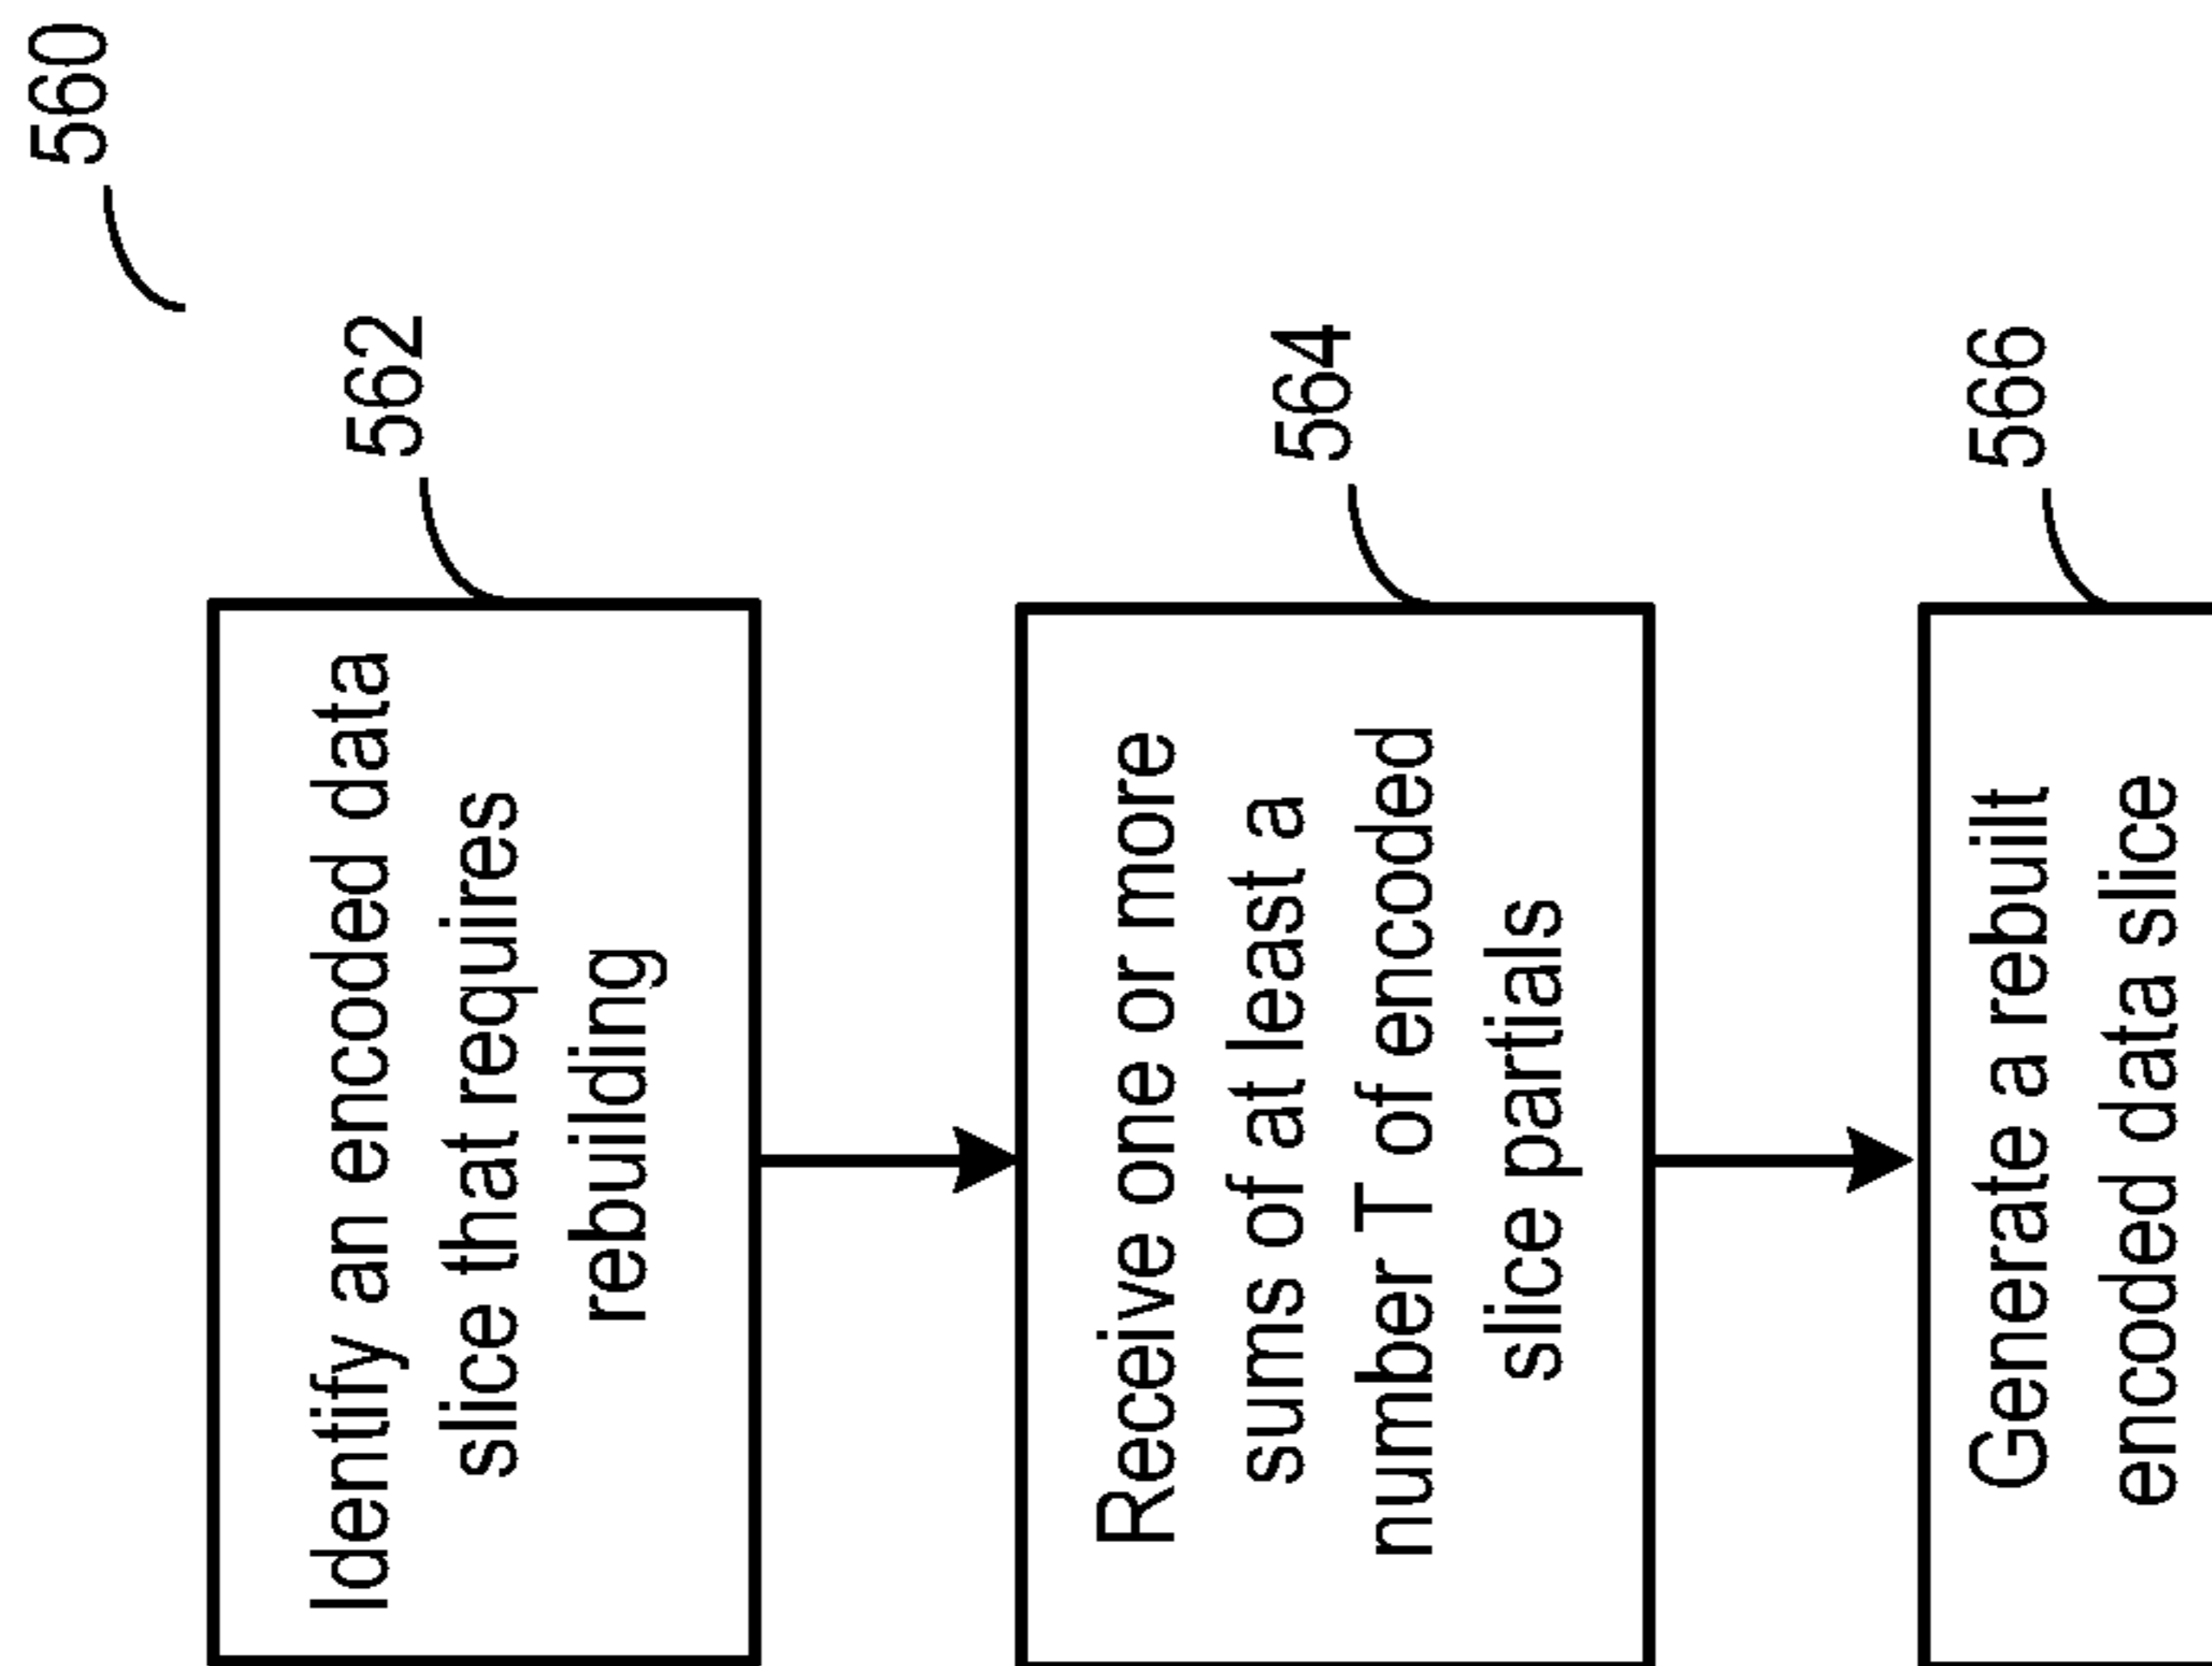 560
562
Identify an encoded data
slice that requires
rebuilding
564
Receive one or more
sums of at least a
number T of encoded
slice partials
566
Generate a rebuilt
encoded data slice